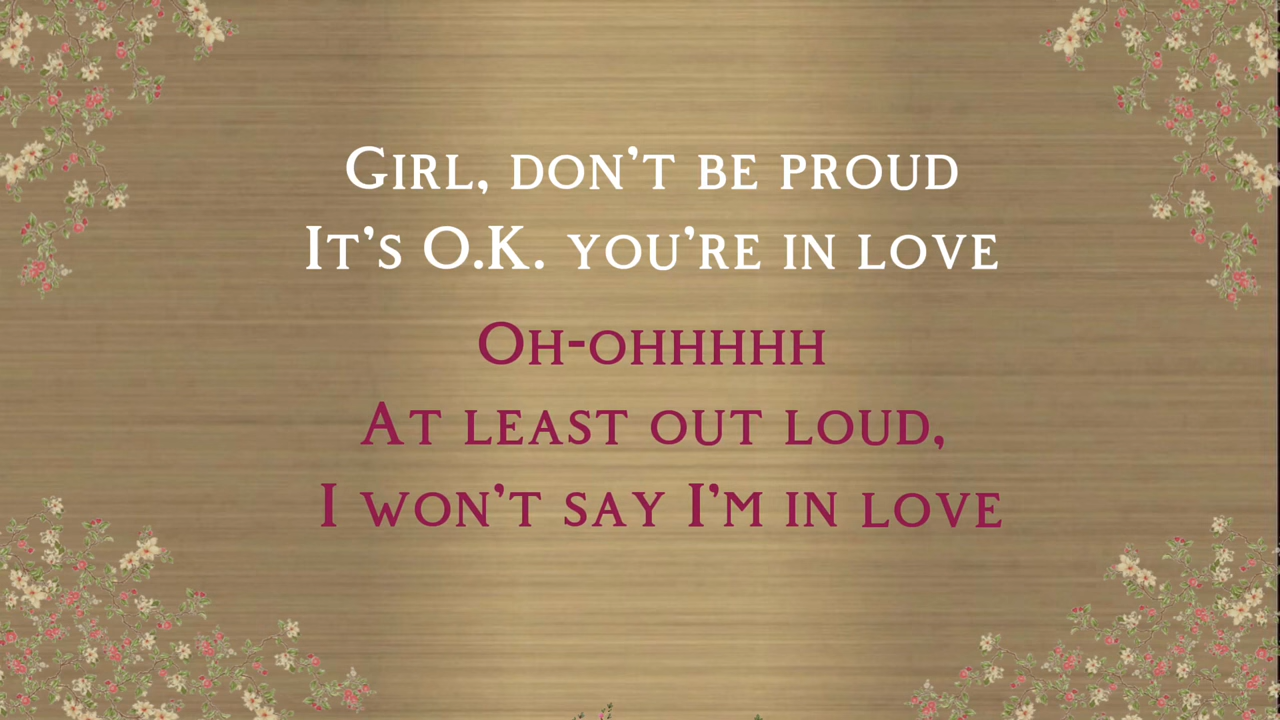 Girl, don't be proud
It's O.K. you're in love
Oh-ohhhhh
At least out loud,
I won't say I'm in love